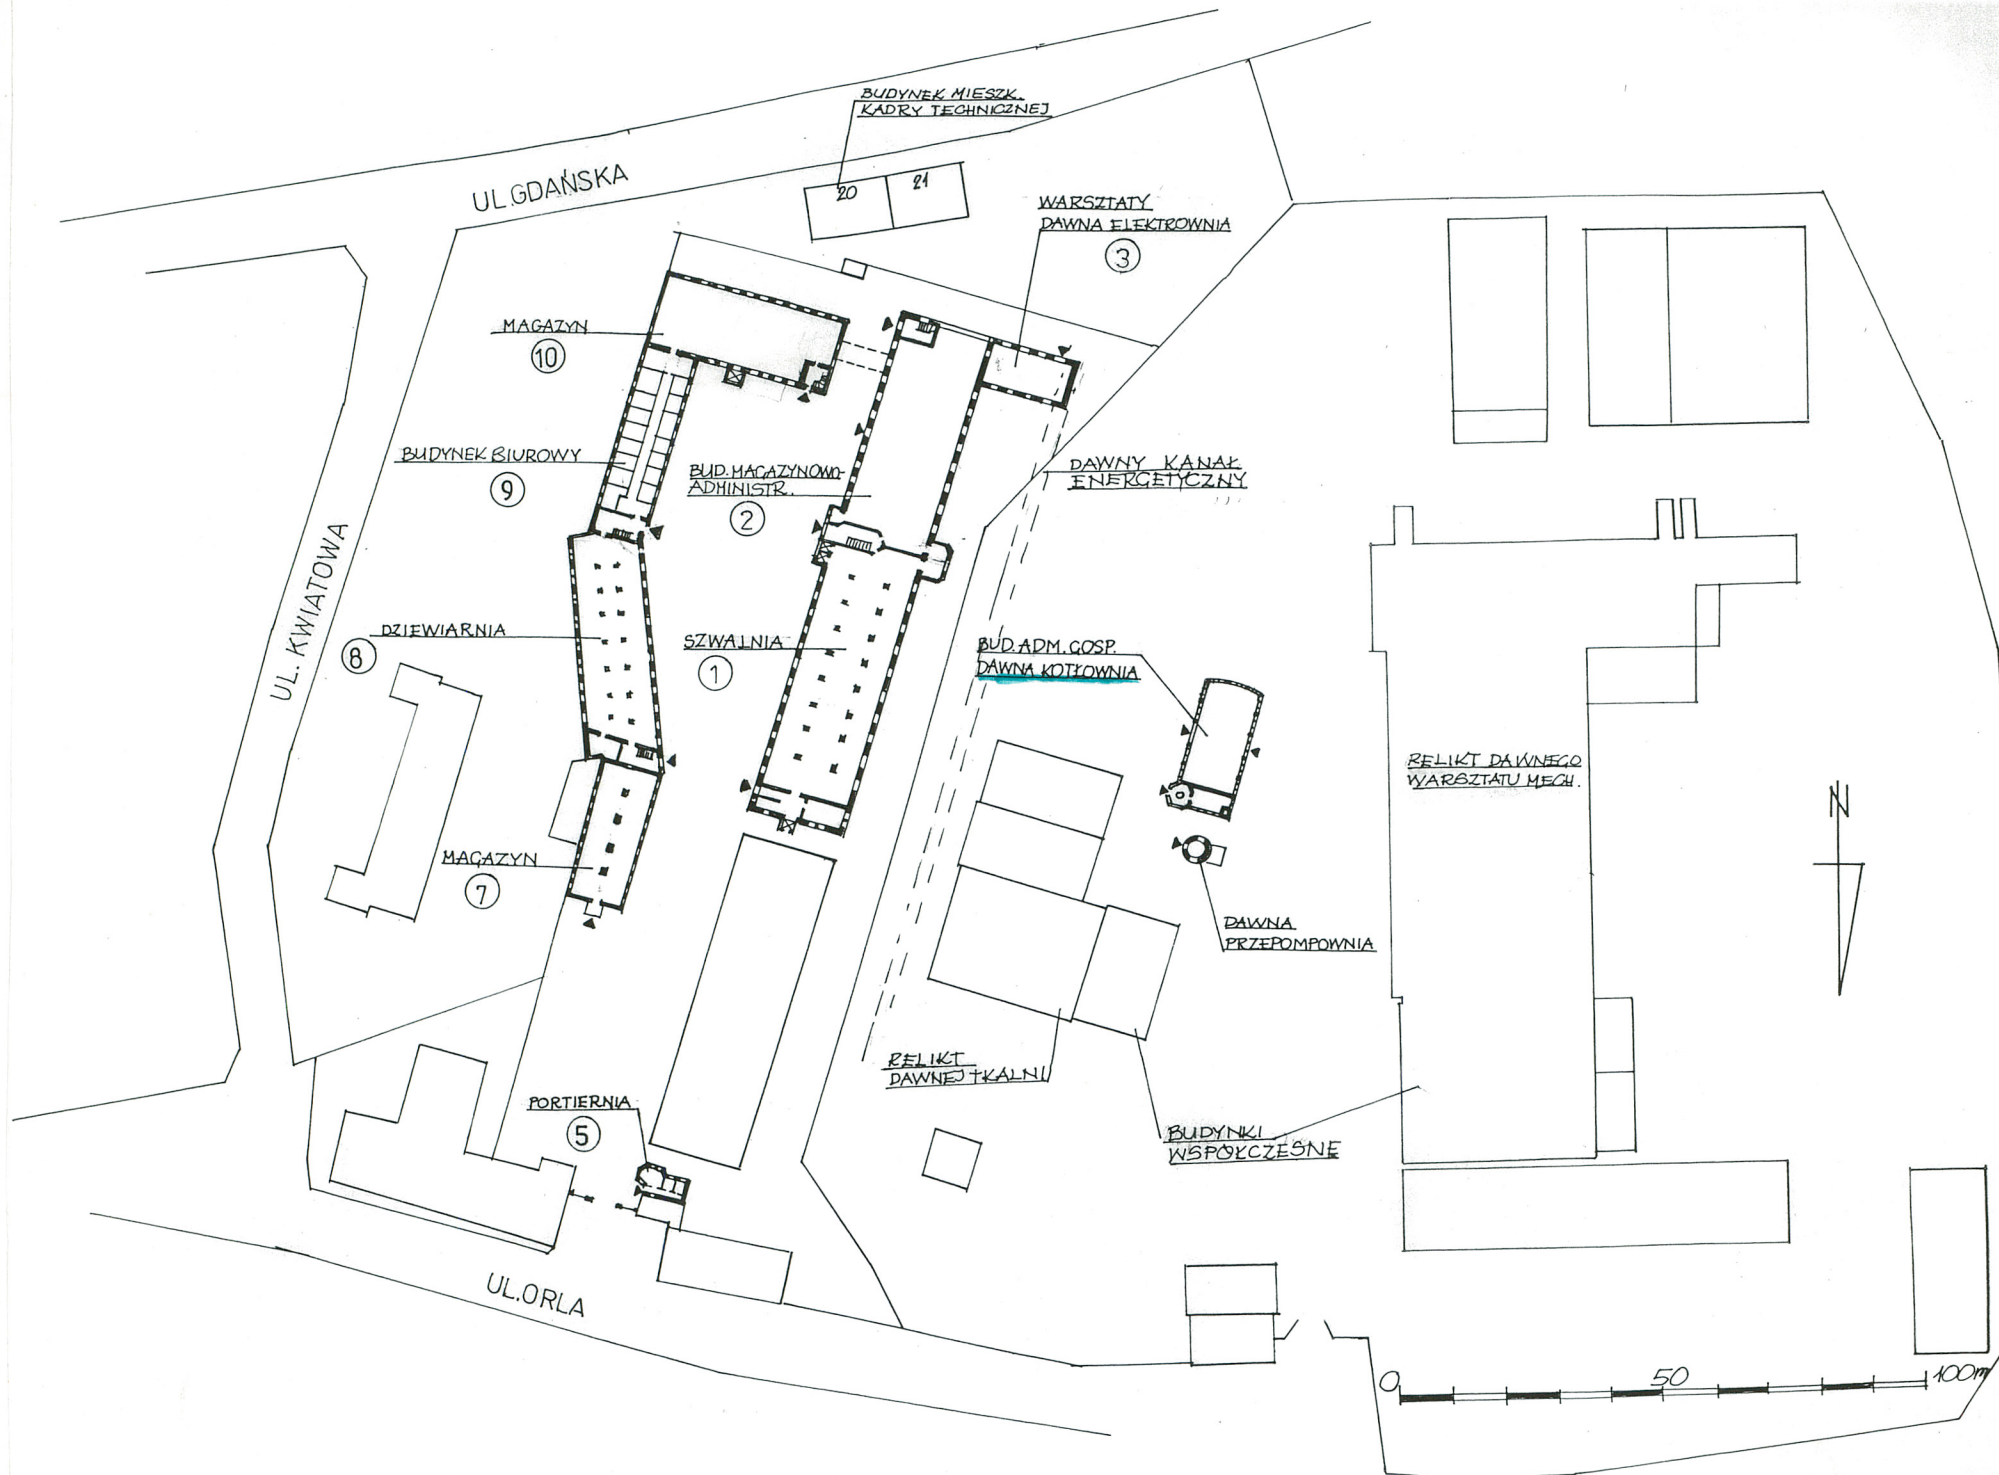 BUDYNEK MIESZK.
KADRY TECHNICZNEJ
UL.GDAŃSKA
20
21
WARSZTATY
DAWNA ELEKTROWNIA
3
MAGAZYN
10
BUDYNEK BIUROWY
9
BUD. MAGAZYNOWO-
ADMINISTR.
2
DAWNY KANAŁ
ENERGETYCZNY
UL. KWIATOWA
DZIEWIARNIA
8
SZWALNIA
1
BUD. ADM. GOSP.
DAWNA KOTŁOWNIA
RELIKT DAWNEGO
WARSZTATU MECH.
N
MAGAZYN
7
DAWNA
PRZEPOMPOWNIA
RELIKT
DAWNEJ TKALNI
PORTIERNIA
5
BUDYNKI
WSPÓŁCZESNE
UL.ORLA
0
50
100m